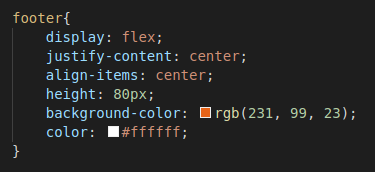 footer{
display: flex;
justify-content: center;
align-items: center;
height: 80px;
background-color: rgb(231, 99, 23);
color: #ffffff;
}